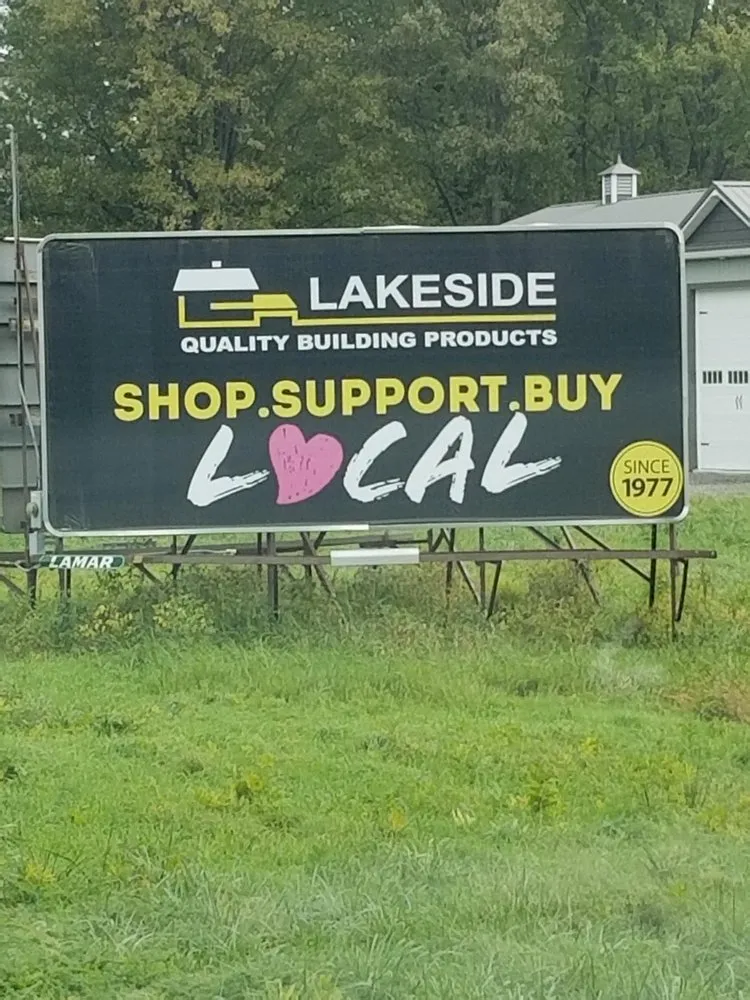 LAKESIDE
QUALITY BUILDING PRODUCTS
SHOP.SUPPORT.BUY
L CAL
SINCE
1977
LAMAR